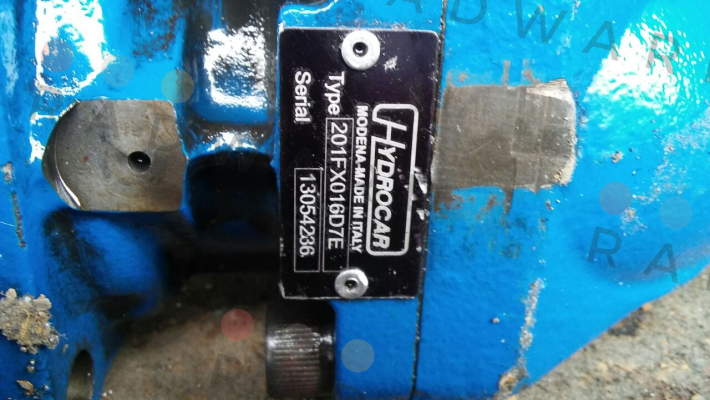 HYDROCAR
MODENA-MADE IN ITALY
Type 201FX016D7E
Serial 13054236